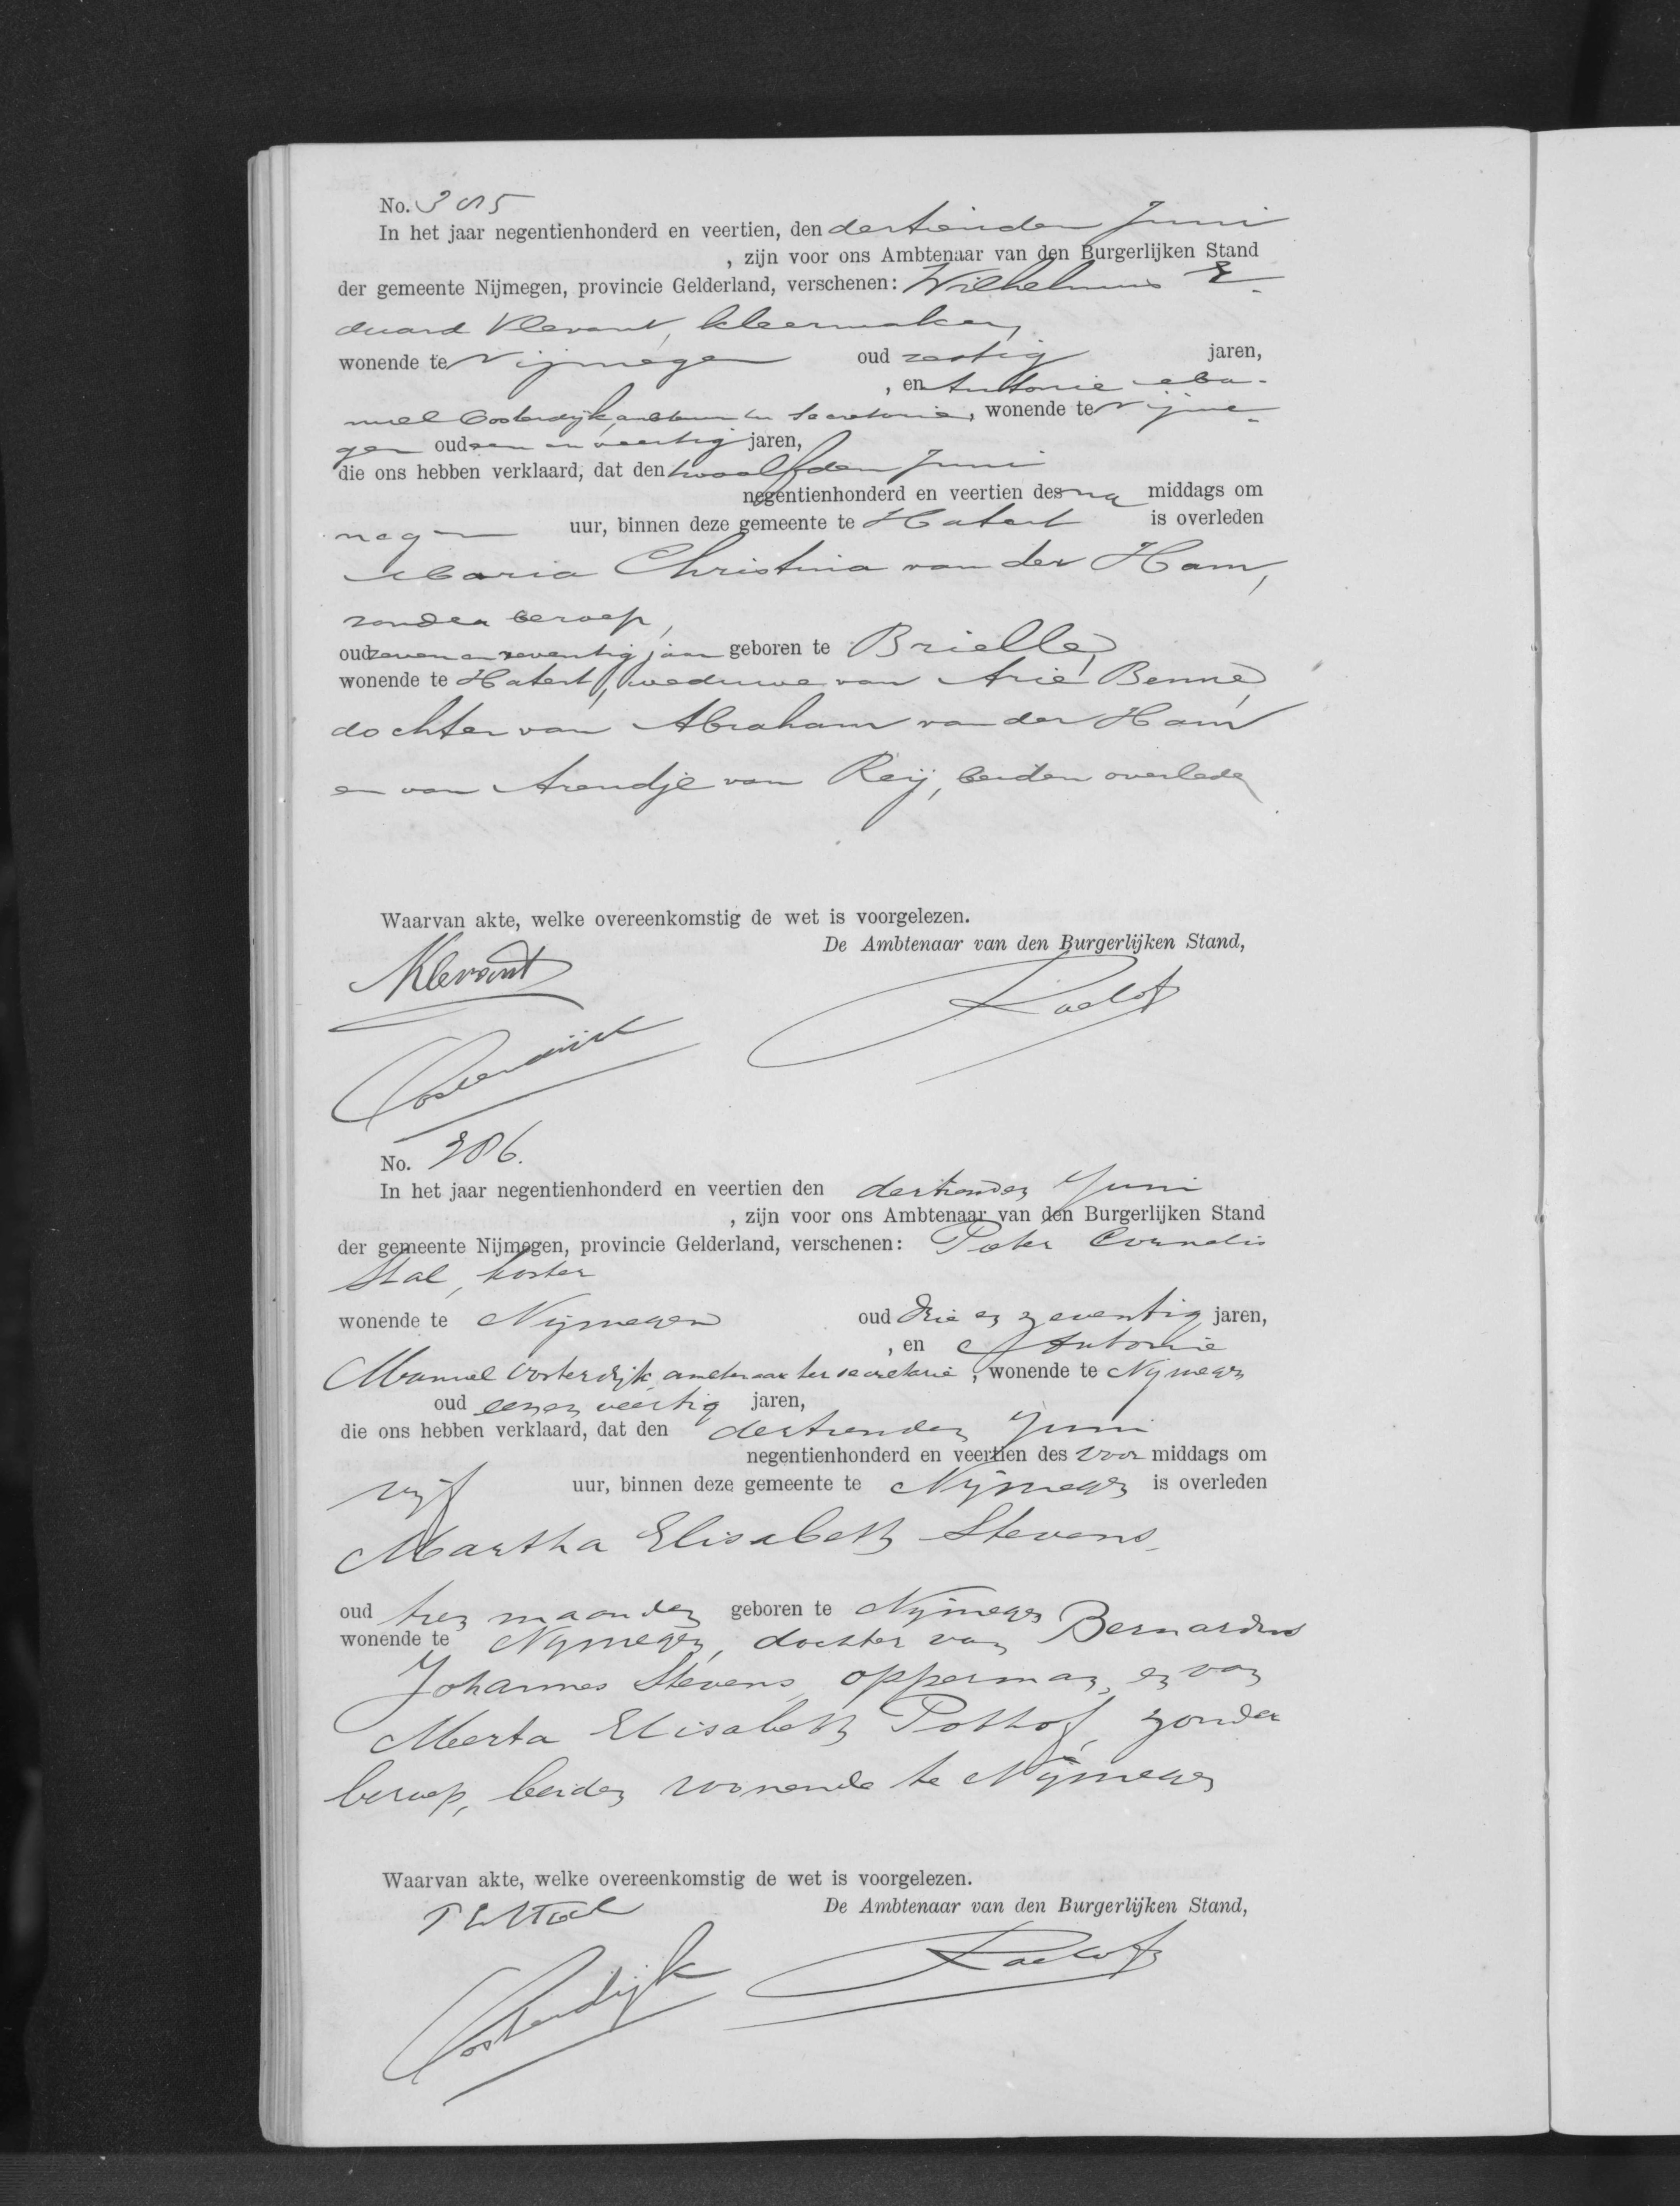 No. 305
In het jaar negentienhonderd en veertien, den dertienden Juni
, zijn voor ons Ambtenaar van den Burgerlijken Stand
der gemeente Nijmegen, provincie Gelderland, verschenen: Wilhelmus E-
duard Klevant, kleermaker,
wonende te Nijmegen oud zestig jaren,
, en Antonie Ma-
nuel Oosterdijk, ambtenaar ter secretarie, wonende te Nijme-
gen oud een en veertig jaren,
die ons hebben verklaard, dat den twaalfden Juni
negentienhonderd en veertien des na middags om
negen uur, binnen deze gemeente te Hatert is overleden
Maria Christina van der Ham,
zonder beroep,
oud zeven en zeventig jaar geboren te Brielle,
wonende te Hatert, weduwe van Arie Benne,
dochter van Abraham van der Ham
en van Arendje van Reij, beiden overleden
Waarvan akte, welke overeenkomstig de wet is voorgelezen.
De Ambtenaar van den Burgerlijken Stand,
Klevant
Roelofs
Oosterdijk
No. 306.
In het jaar negentienhonderd en veertien den dertienden Juni
, zijn voor ons Ambtenaar van den Burgerlijken Stand
der gemeente Nijmegen, provincie Gelderland, verschenen: Pieter Cornelis
Stal, koster
wonende te Nijmegen oud drie en zeventig jaren,
, en Antonie
Manuel Oosterdijk, ambtenaar ter secretarie, wonende te Nijmegen
oud een en veertig jaren,
die ons hebben verklaard, dat den dertienden Juni
negentienhonderd en veertien des voor middags om
vijf uur, binnen deze gemeente te Nijmegen is overleden
Martha Elisabeth Stevens,
oud tien maanden geboren te Nijmegen
wonende te Nijmegen, dochter van Bernardus
Johannes Stevens, opperman, en van
Merta Elisabeth Pothof, zonder
beroep, beiden wonende te Nijmegen
Waarvan akte, welke overeenkomstig de wet is voorgelezen.
De Ambtenaar van den Burgerlijken Stand,
Stal
Roelofs
Oosterdijk